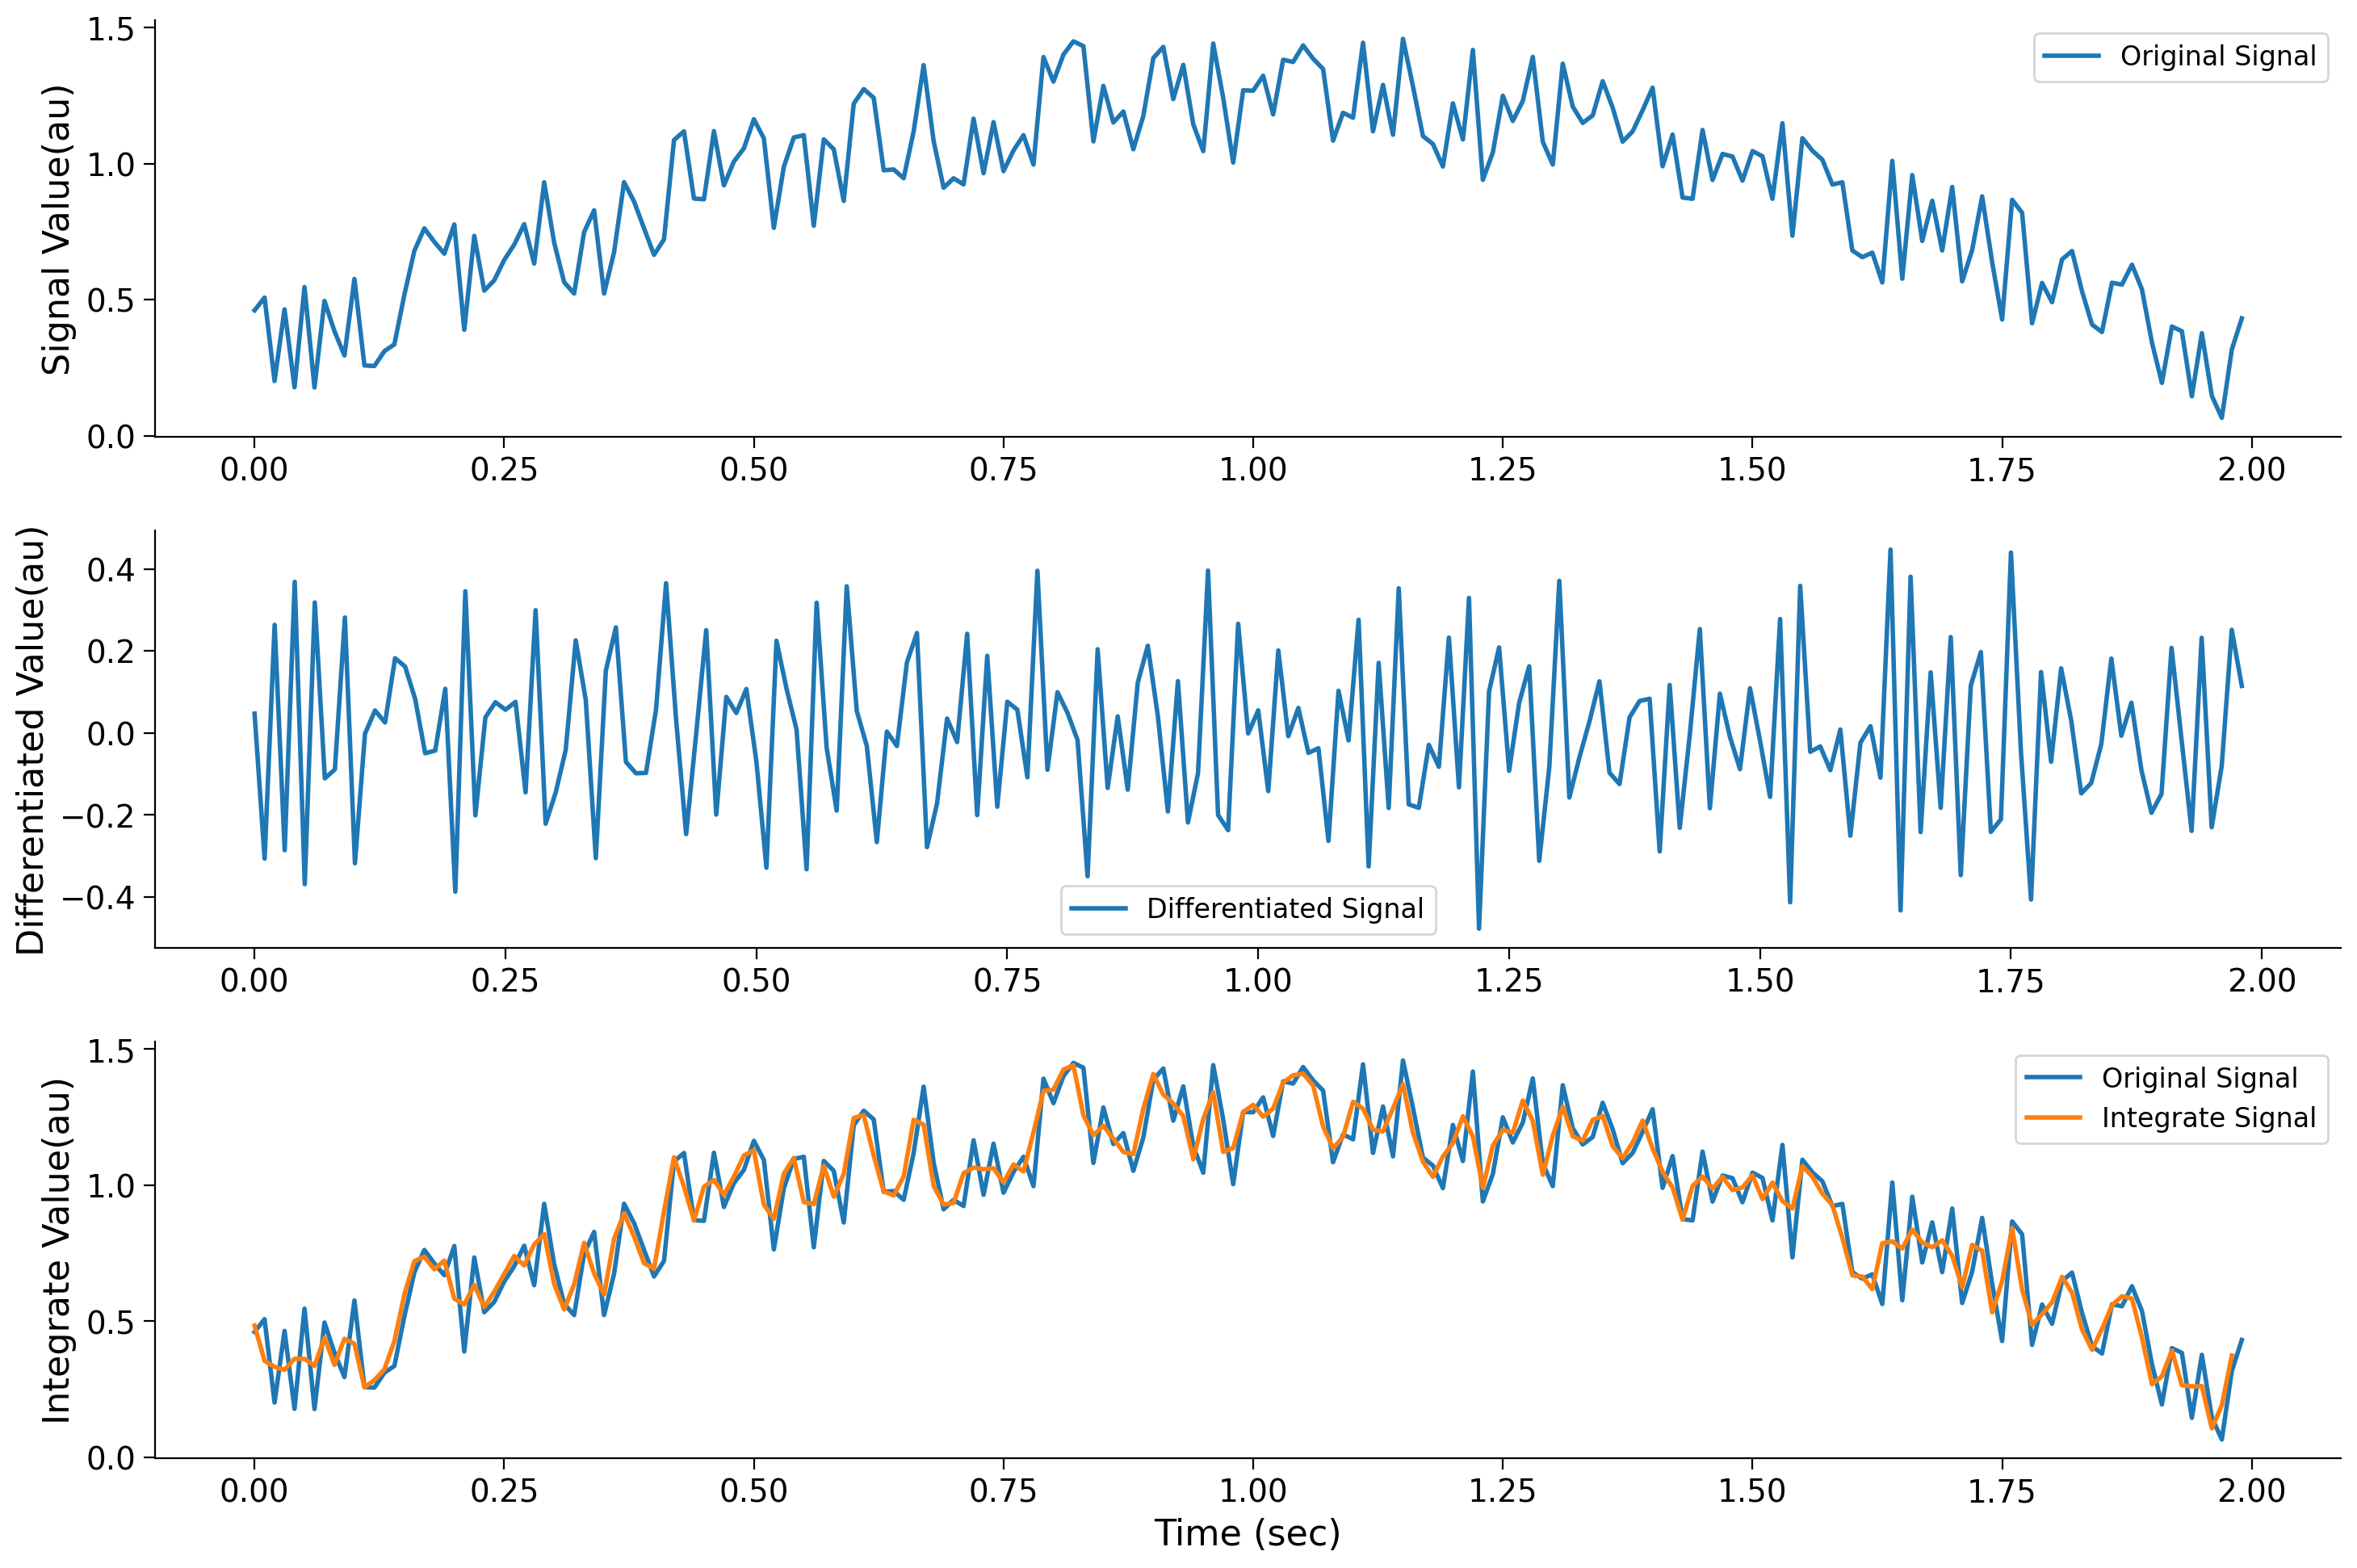 Signal Value(au)
1.5
1.0
0.5
0.0
Original Signal
0.00 0.25 0.50 0.75 1.00 1.25 1.50 1.75 2.00
Differentiated Value(au)
0.4
0.2
0.0
−0.2
−0.4
Differentiated Signal
0.00 0.25 0.50 0.75 1.00 1.25 1.50 1.75 2.00
Integrate Value(au)
1.5
1.0
0.5
0.0
Original Signal
Integrate Signal
0.00 0.25 0.50 0.75 1.00 1.25 1.50 1.75 2.00
Time (sec)